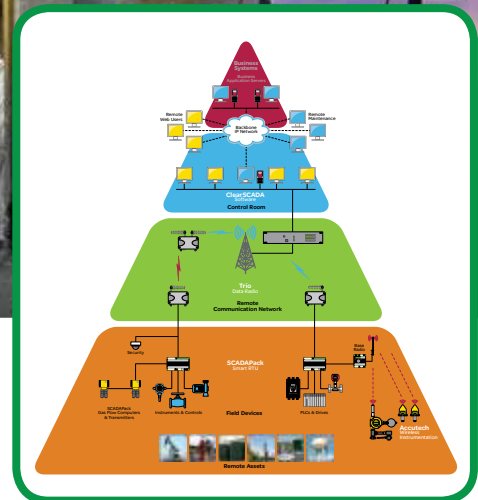 Business
Systems
Business
Application Servers
Remote
Web Users
Backbone
IP Network
Remote
Maintenance
ClearSCADA
Software
Control Room
Trio
Data Radio
Remote
Communication Network
Security
SCADAPack
Smart RTU
Base
Radio
SCADAPack
Gas Flow Computers
& Transmitters
Instruments & Controls
Field Devices
PLCs & Drives
Accutech
Wireless
Instrumentation
Remote Assets